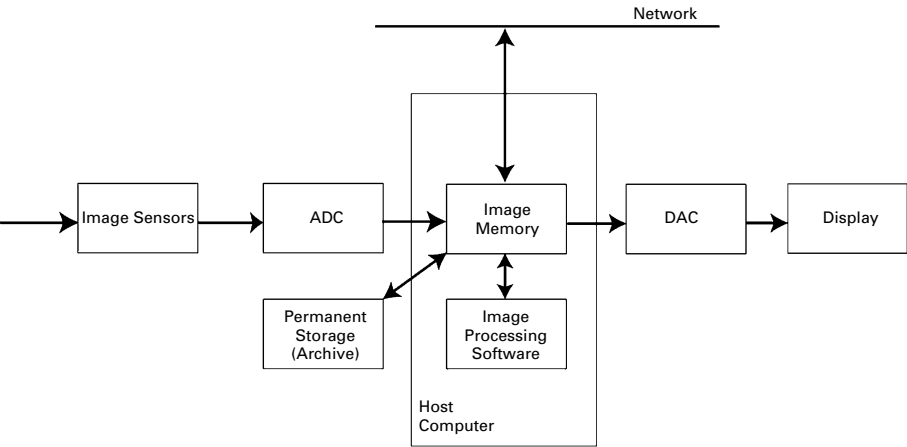 Network
Image Sensors
ADC
Image
Memory
DAC
Display
Permanent
Storage
(Archive)
Image
Processing
Software
Host
Computer